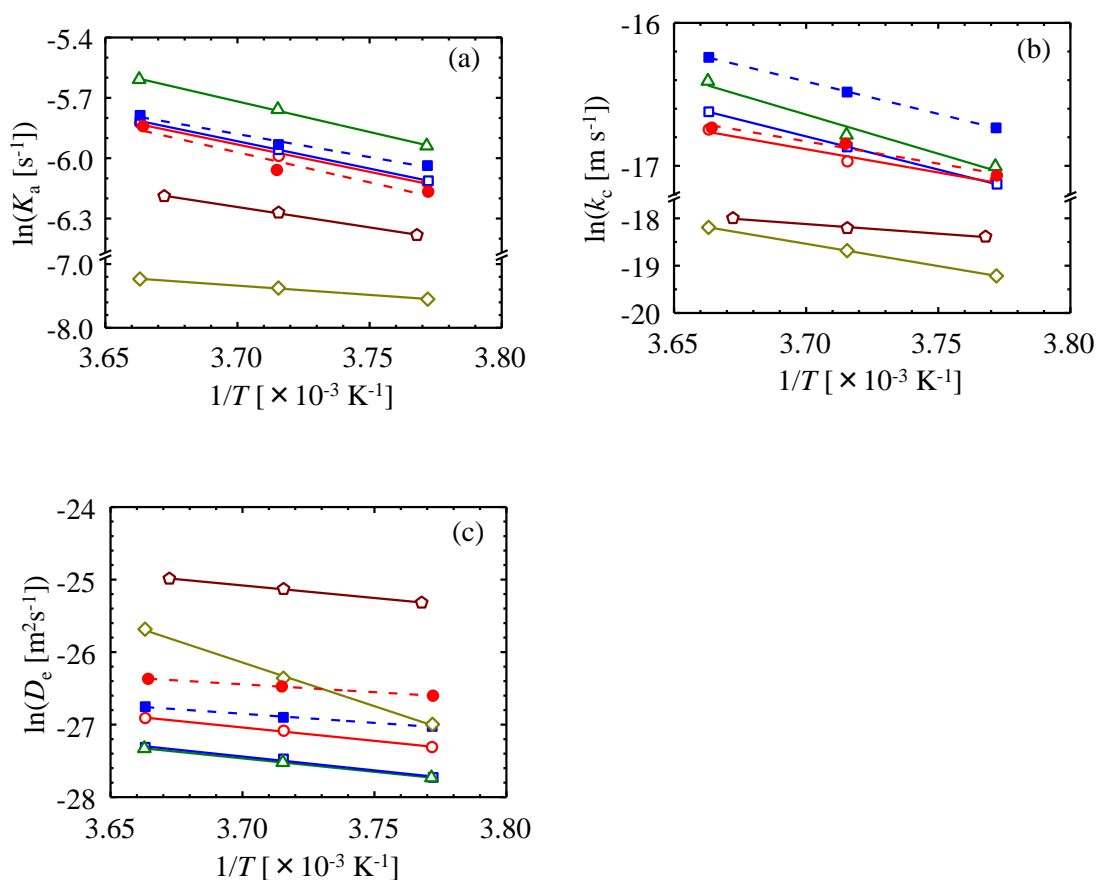 (a)
ln(Kₐ [s⁻¹])
-5.4
-5.7
-6.0
-6.3
-7.0
-8.0
3.65 3.70 3.75 3.80
1/T [ × 10⁻³ K⁻¹]
(b)
ln(k_c [m s⁻¹])
-16
-17
-18
-19
-20
3.65 3.70 3.75 3.80
1/T [ × 10⁻³ K⁻¹]
(c)
ln(Dₑ [m²s⁻¹])
-24
-25
-26
-27
-28
3.65 3.70 3.75 3.80
1/T [ × 10⁻³ K⁻¹]